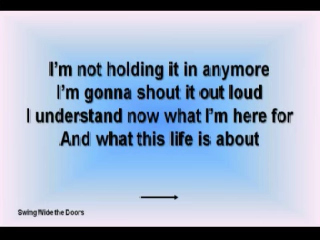 I'm not holding it in anymore
I'm gonna shout it out loud
I understand now what I'm here for
And what this life is about
Swing Wide the Doors